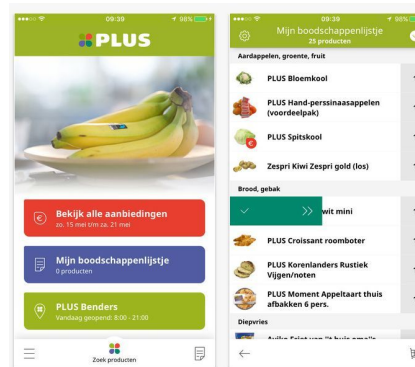 09:39
98%
PLUS
Bekijk alle aanbiedingen
zo. 15 mei t/m za. 21 mei
Mijn boodschappenlijstje
0 producten
PLUS Benders
Vandaag geopend: 8:00 - 21:00
Zoek producten
09:39
98%
Mijn boodschappenlijstje
25 producten
Aardappelen, groente, fruit
PLUS Bloemkool
PLUS Hand-perssinaasappelen
(voordeelpak)
PLUS Spitskool
Zespri Kiwi Zespri gold (los)
Brood, gebak
wit mini
PLUS Croissant roomboter
PLUS Korenlanders Rustiek
Vijgen/noten
PLUS Moment Appeltaart thuis
afbakken 6 pers.
Diepvries